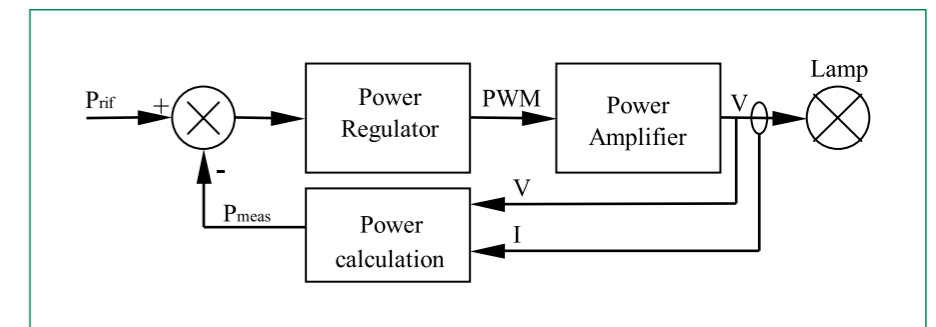 Lamp
Prif
+
Power
Regulator
PWM
Power
Amplifier
V
-
V
Pmeas
Power
calculation
I